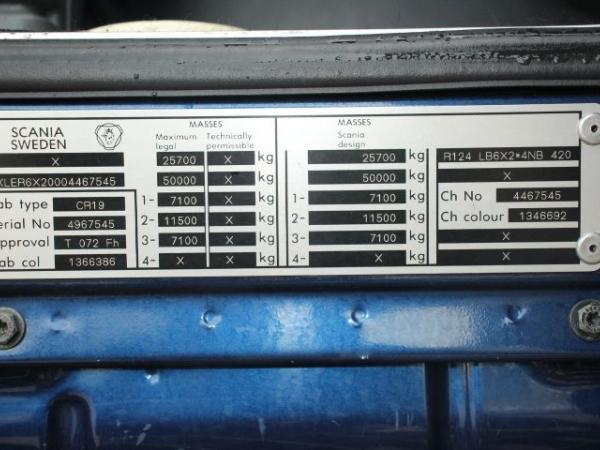 SCANIA
SWEDEN
X
XLER6X20004467545
ab type CR19
erial No 4967545
pproval T 072 Fh
ab col 1366386
MASSES
Maximum legal Technically permissible
25700 X kg
50000 X kg
1- 7100 X kg
2- 11500 X kg
3- 7100 X kg
4- X X kg
MASSES
Scania
design
25700 kg
50000 kg
1- 7100 kg
2- 11500 kg
3- 7100 kg
4- X kg
R124 LB6X2*4NB 420
X
Ch No 4467545
Ch colour 1346692
X
X